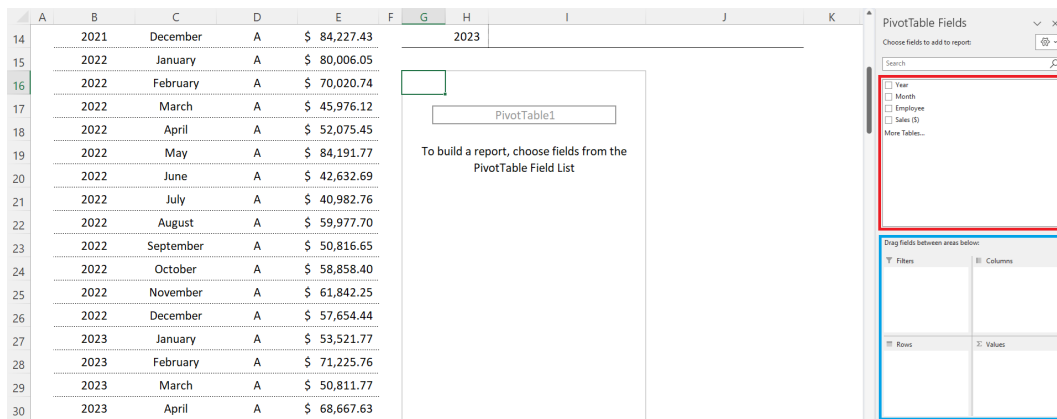 A B C D E F G H I J K
14 2021 December A $ 84,227.43 2023
15 2022 January A $ 80,006.05
16 2022 February A $ 70,020.74
17 2022 March A $ 45,976.12
18 2022 April A $ 52,075.45
19 2022 May A $ 84,191.77
20 2022 June A $ 42,632.69
21 2022 July A $ 40,982.76
22 2022 August A $ 59,977.70
23 2022 September A $ 50,816.65
24 2022 October A $ 58,858.40
25 2022 November A $ 61,842.25
26 2022 December A $ 57,654.44
27 2023 January A $ 53,521.77
28 2023 February A $ 71,225.76
29 2023 March A $ 50,811.77
30 2023 April A $ 68,667.63
PivotTable1
To build a report, choose fields from the
PivotTable Field List
PivotTable Fields
Choose fields to add to report:
Search
Year
Month
Employee
Sales ($)
More Tables...
Drag fields between areas below:
Filters
Columns
Rows
Σ Values